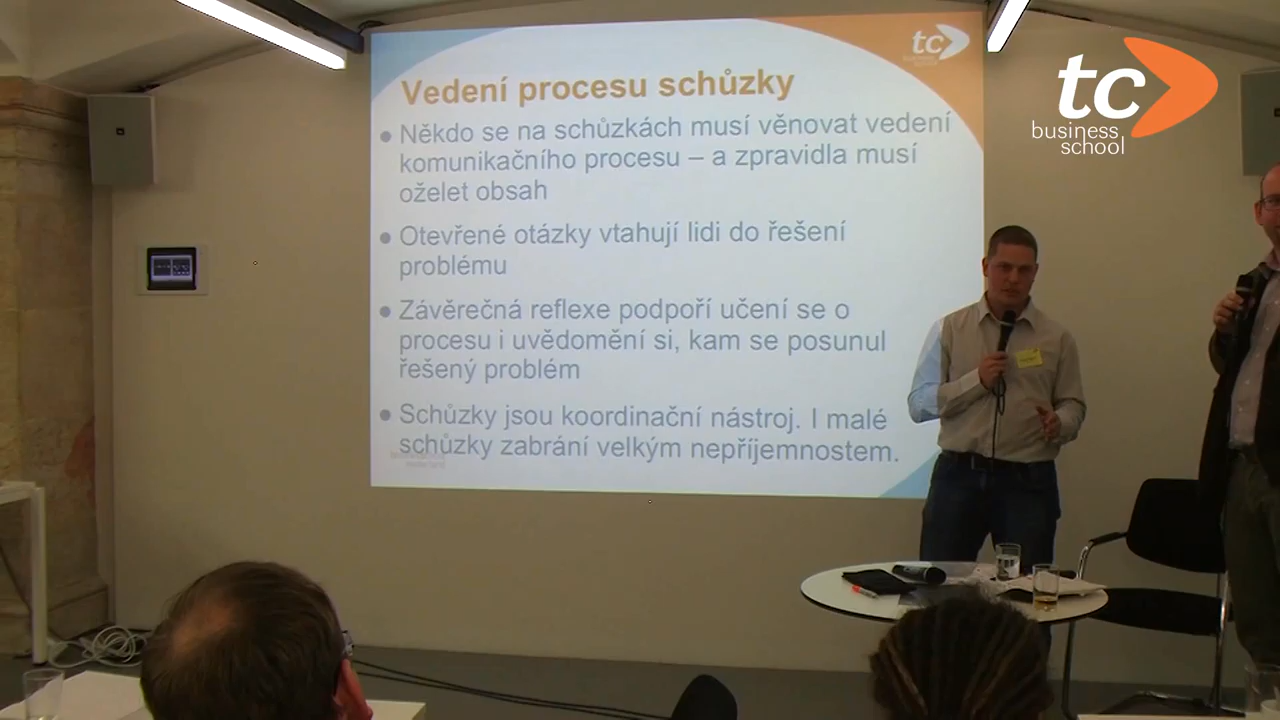 tc
Vedení procesu schůzky
● Někdo se na schůzkách musí věnovat vedení
komunikačního procesu – a zpravidla musí
oželet obsah
● Otevřené otázky vtahují lidi do řešení
problému
● Závěrečná reflexe podpoří učení se o
procesu i uvědomění si, kam se posunul
řešený problém
● Schůzky jsou koordinační nástroj. I malé
schůzky zabrání velkým nepříjemnostem.
tc
business
school